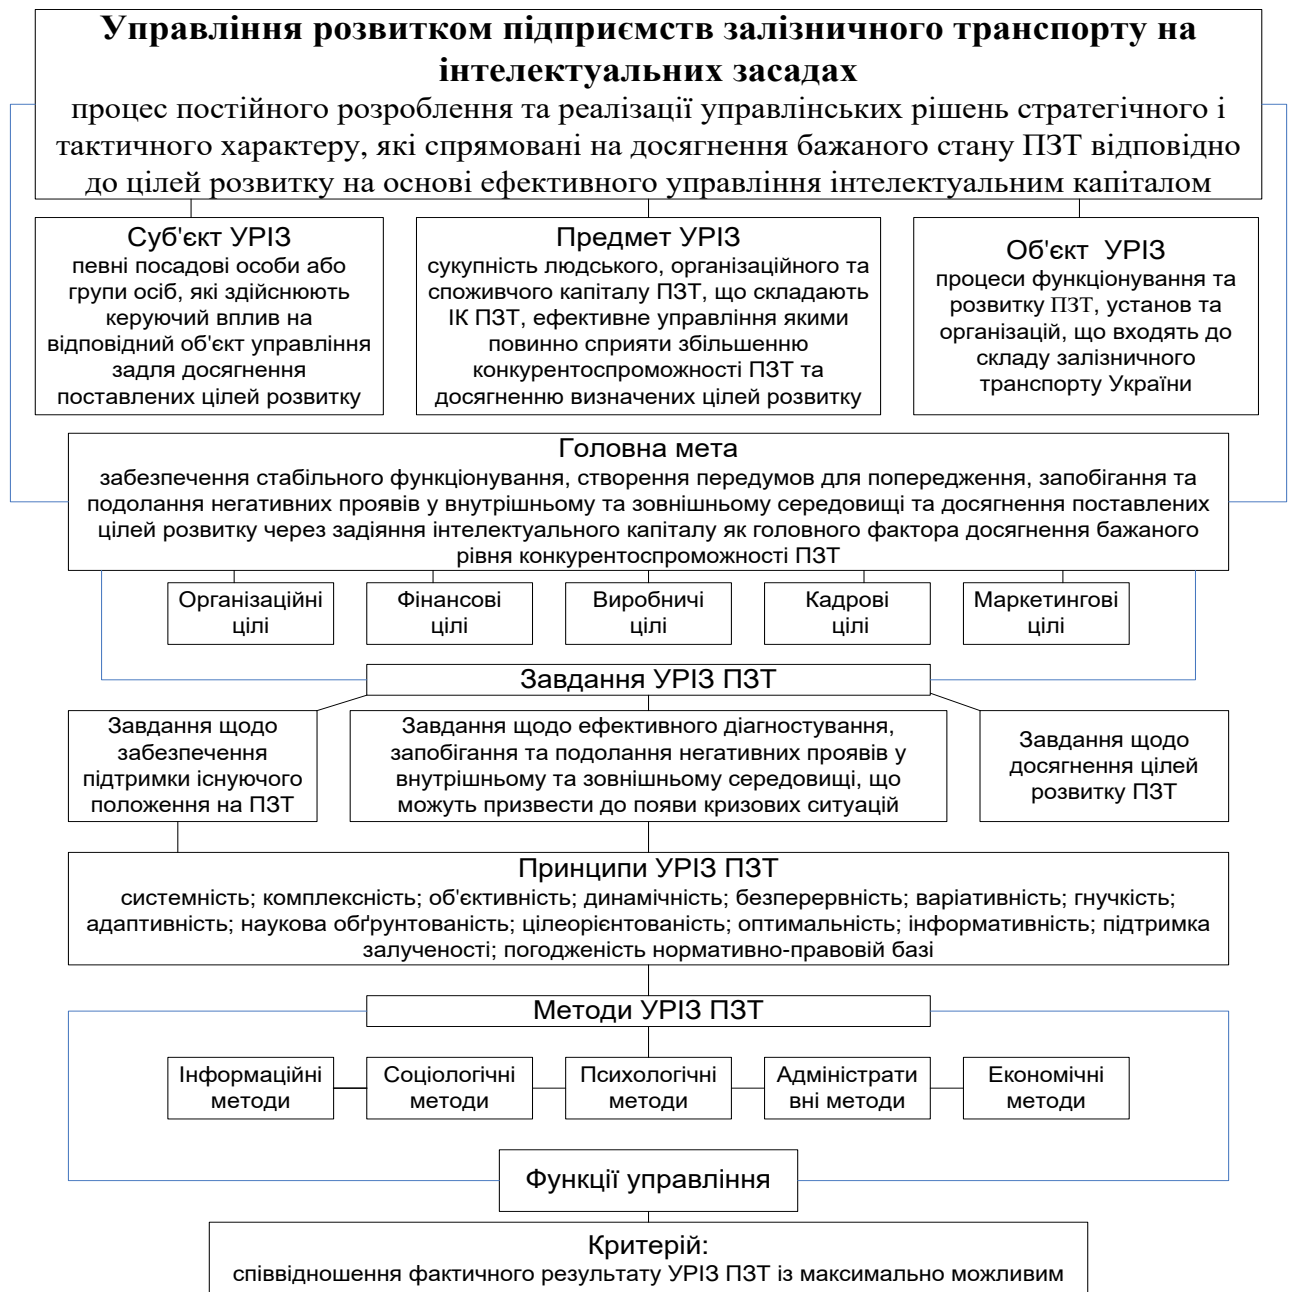 Управління розвитком підприємств залізничного транспорту на
інтелектуальних засадах
процес постійного розроблення та реалізації управлінських рішень стратегічного і
тактичного характеру, які спрямовані на досягнення бажаного стану ПЗТ відповідно
до цілей розвитку на основі ефективного управління інтелектуальним капіталом
Суб'єкт УРІЗ
певні посадові особи або
групи осіб, які здійснюють
керуючий вплив на
відповідний об'єкт управління
задля досягнення
поставлених цілей розвитку
Предмет УРІЗ
сукупність людського, організаційного та
споживчого капіталу ПЗТ, що складають
ІК ПЗТ, ефективне управління якими
повинно сприяти збільшенню
конкурентоспроможності ПЗТ та
досягненню визначених цілей розвитку
Об'єкт УРІЗ
процеси функціонування та
розвитку ПЗТ, установ та
організацій, що входять до
складу залізничного
транспорту України
Головна мета
забезпечення стабільного функціонування, створення передумов для попередження, запобігання та
подолання негативних проявів у внутрішньому та зовнішньому середовищі та досягнення поставлених
цілей розвитку через задіяння інтелектуального капіталу як головного фактора досягнення бажаного
рівня конкурентоспроможності ПЗТ
Організаційні
цілі
Фінансові
цілі
Виробничі
цілі
Кадрові
цілі
Маркетингові
цілі
Завдання УРІЗ ПЗТ
Завдання щодо
забезпечення
підтримки існуючого
положення на ПЗТ
Завдання щодо ефективного діагностування,
запобігання та подолання негативних проявів у
внутрішньому та зовнішньому середовищі, що
можуть призвести до появи кризових ситуацій
Завдання щодо
досягнення цілей
розвитку ПЗТ
Принципи УРІЗ ПЗТ
системність; комплексність; об'єктивність; динамічність; безперервність; варіативність; гнучкість;
адаптивність; наукова обґрунтованість; цілеорієнтованість; оптимальність; інформативність; підтримка
залученості; погодженість нормативно-правовій базі
Методи УРІЗ ПЗТ
Інформаційні
методи
Соціологічні
методи
Психологічні
методи
Адміністрати
вні методи
Економічні
методи
Функції управління
Критерій:
співвідношення фактичного результату УРІЗ ПЗТ із максимально можливим